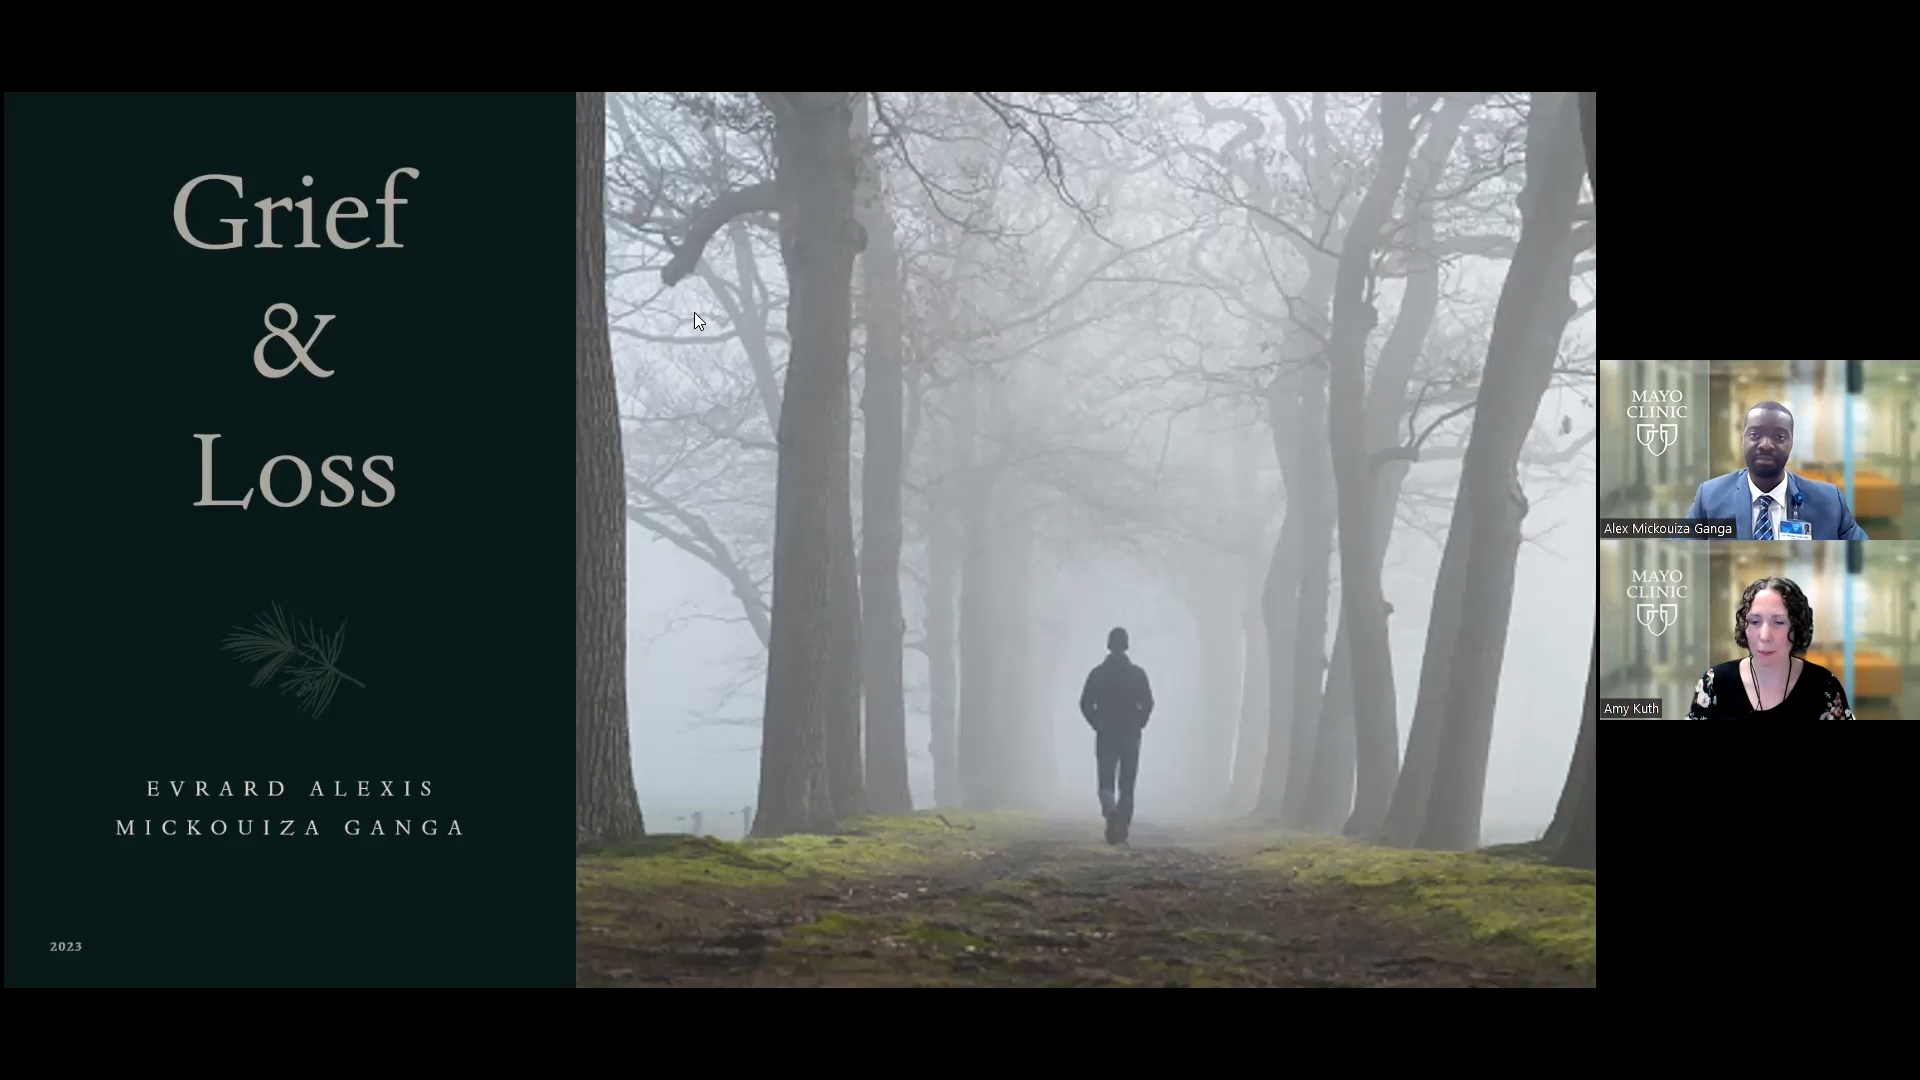 Grief
&
Loss
EVRARD ALEXIS
MICKOUIZA GANGA
2023
MAYO
CLINIC
Alex Mickouiza Ganga
MAYO
CLINIC
Amy Kuth